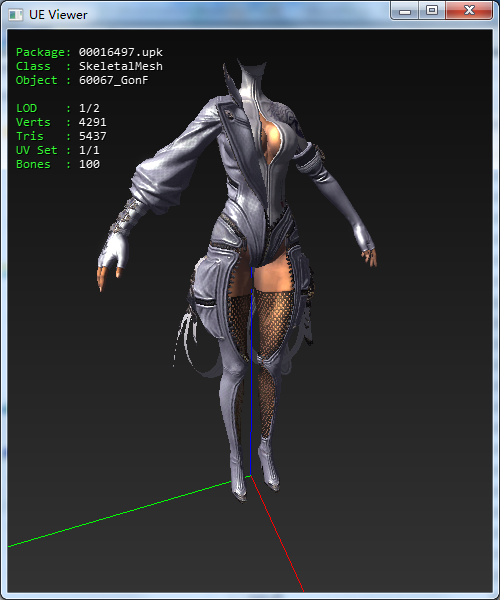 UE Viewer
Package: 00016497.upk
Class : SkeletalMesh
Object : 60067_GonF
LOD : 1/2
Verts : 4291
Tris : 5437
UV Set : 1/1
Bones : 100